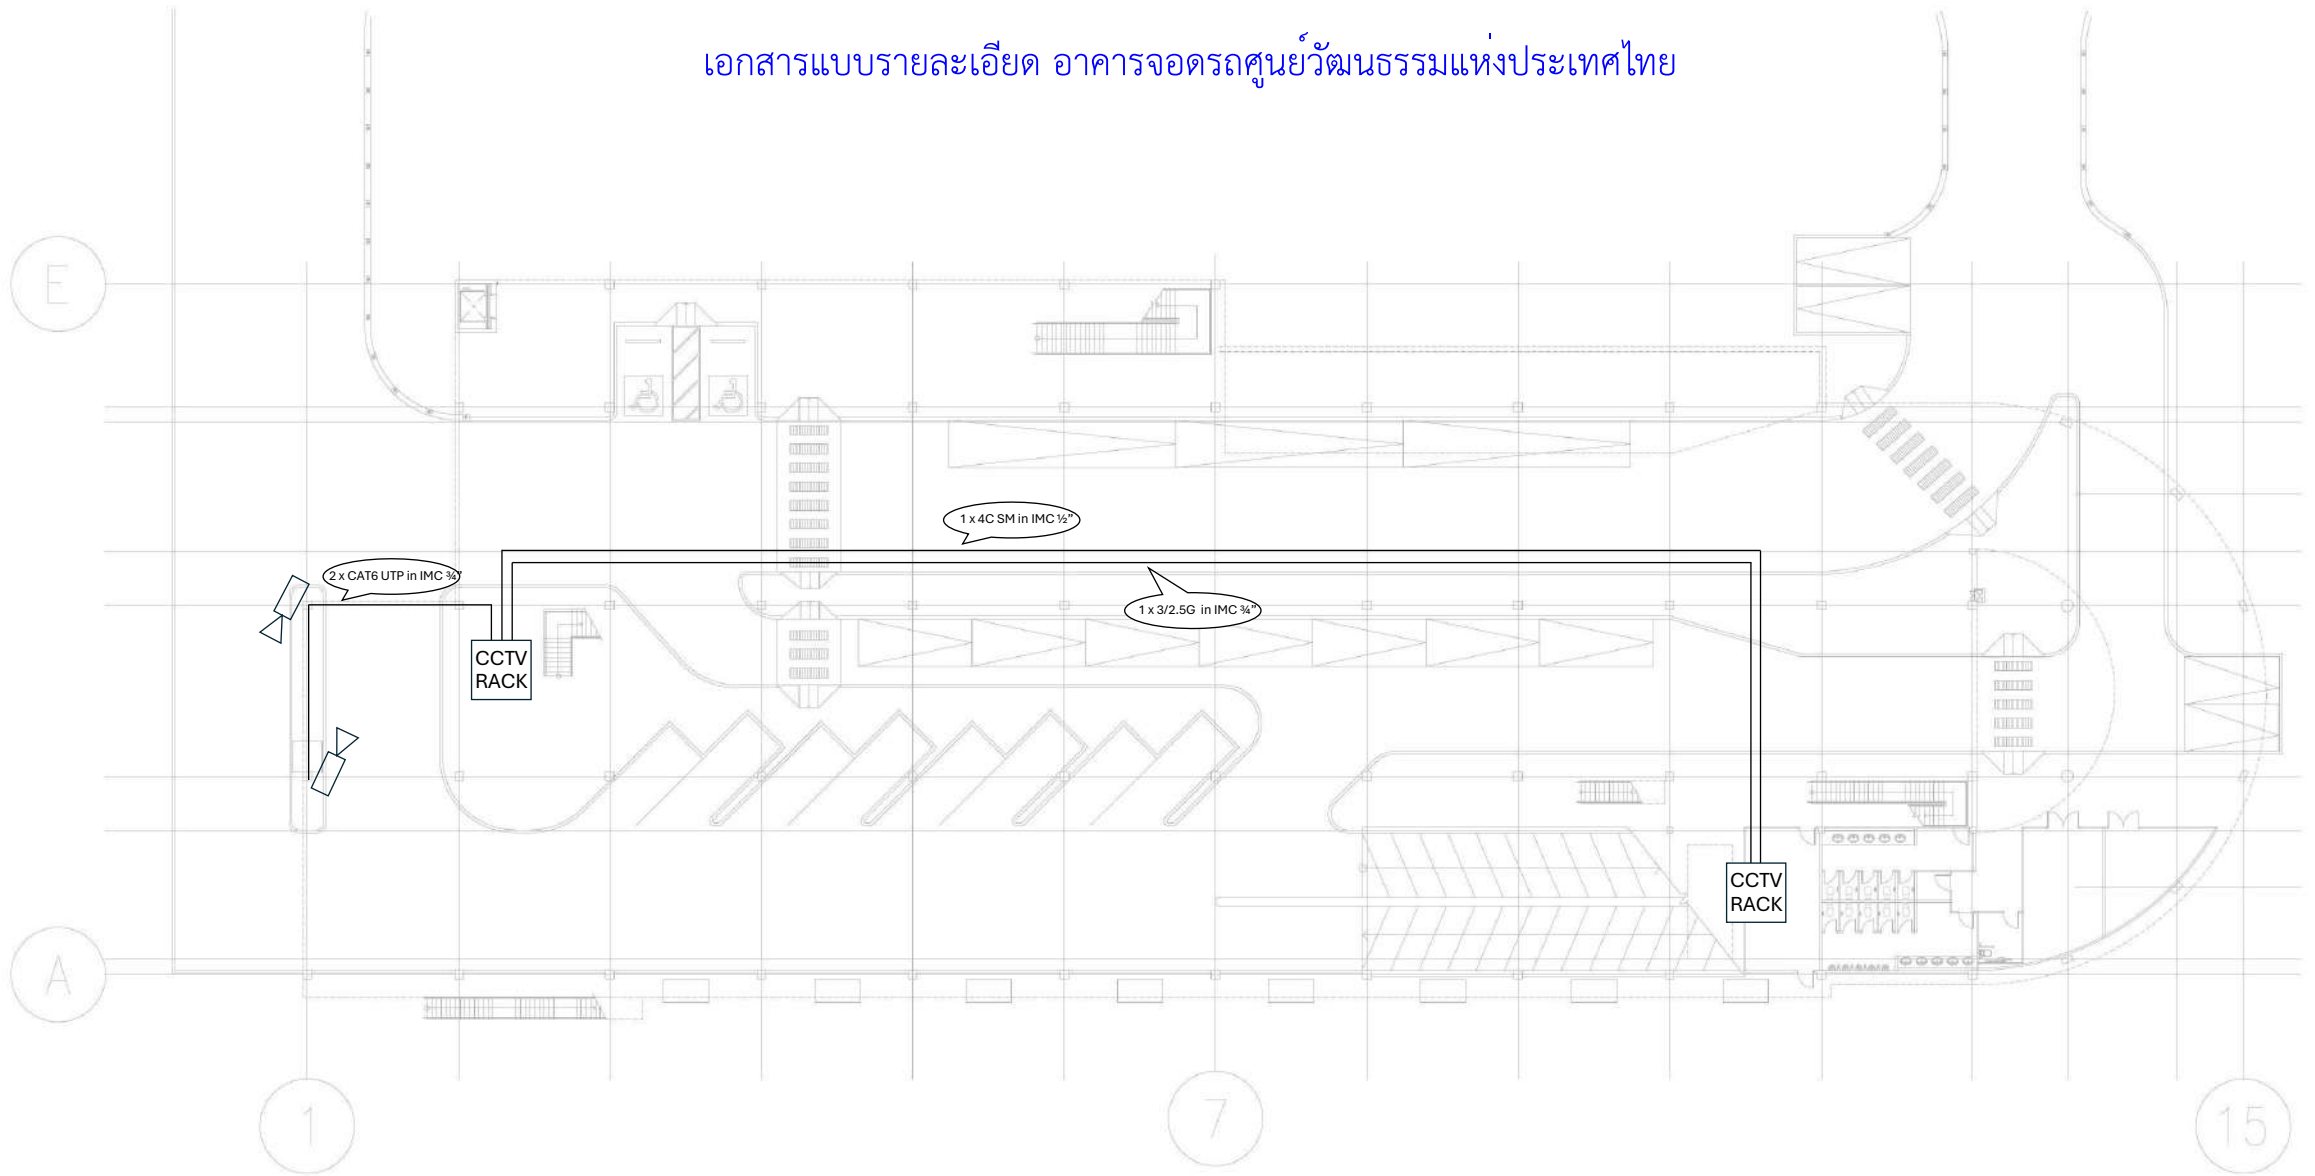 เอกสารแบบรายละเอียด อาคารจอดรถศูนย์วัฒนธรรมแห่งประเทศไทย
E
1 x 4C SM in IMC ½”
2 x CAT6 UTP in IMC ¾”
1 x 3/2.5G in IMC ¾”
CCTV
RACK
CCTV
RACK
A
1
7
15